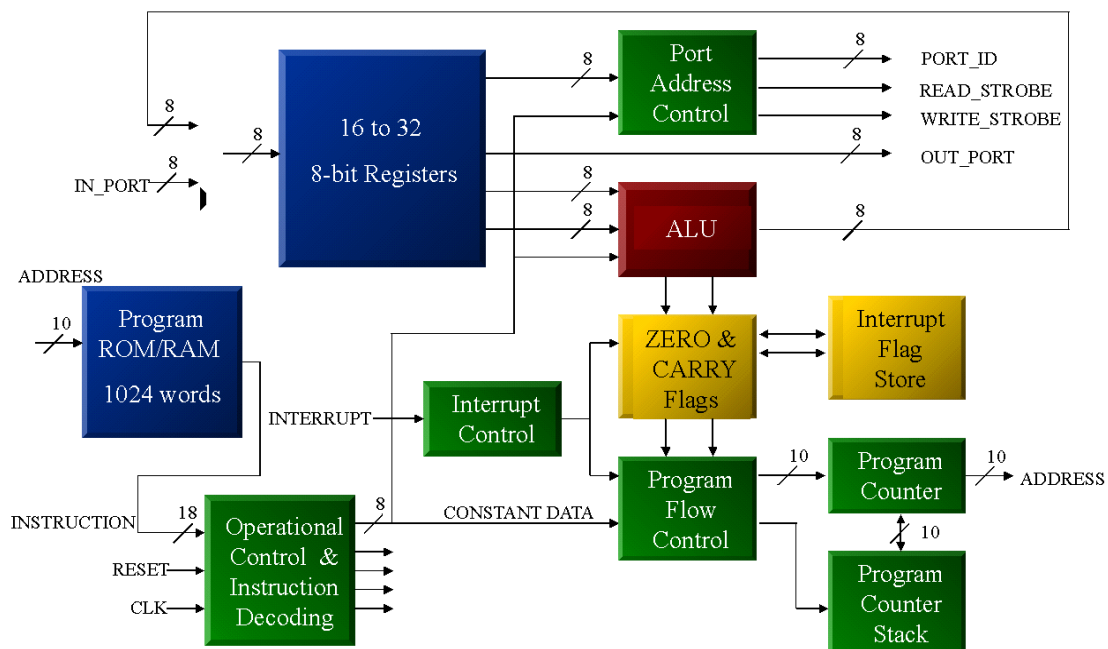 8
8
Port
Address
Control
8
PORT_ID
READ_STROBE
WRITE_STROBE
8
8
16 to 32
8-bit Registers
8
OUT_PORT
8
IN_PORT
8
8
ALU
8
ADDRESS
10
Program
ROM/RAM
1024 words
ZERO &
CARRY
Flags
Interrupt
Flag
Store
INTERRUPT
Interrupt
Control
Program
Flow
Control
10
Program
Counter
10
ADDRESS
INSTRUCTION
18
Operational
Control &
Instruction
Decoding
8
CONSTANT DATA
10
RESET
CLK
Program
Counter
Stack